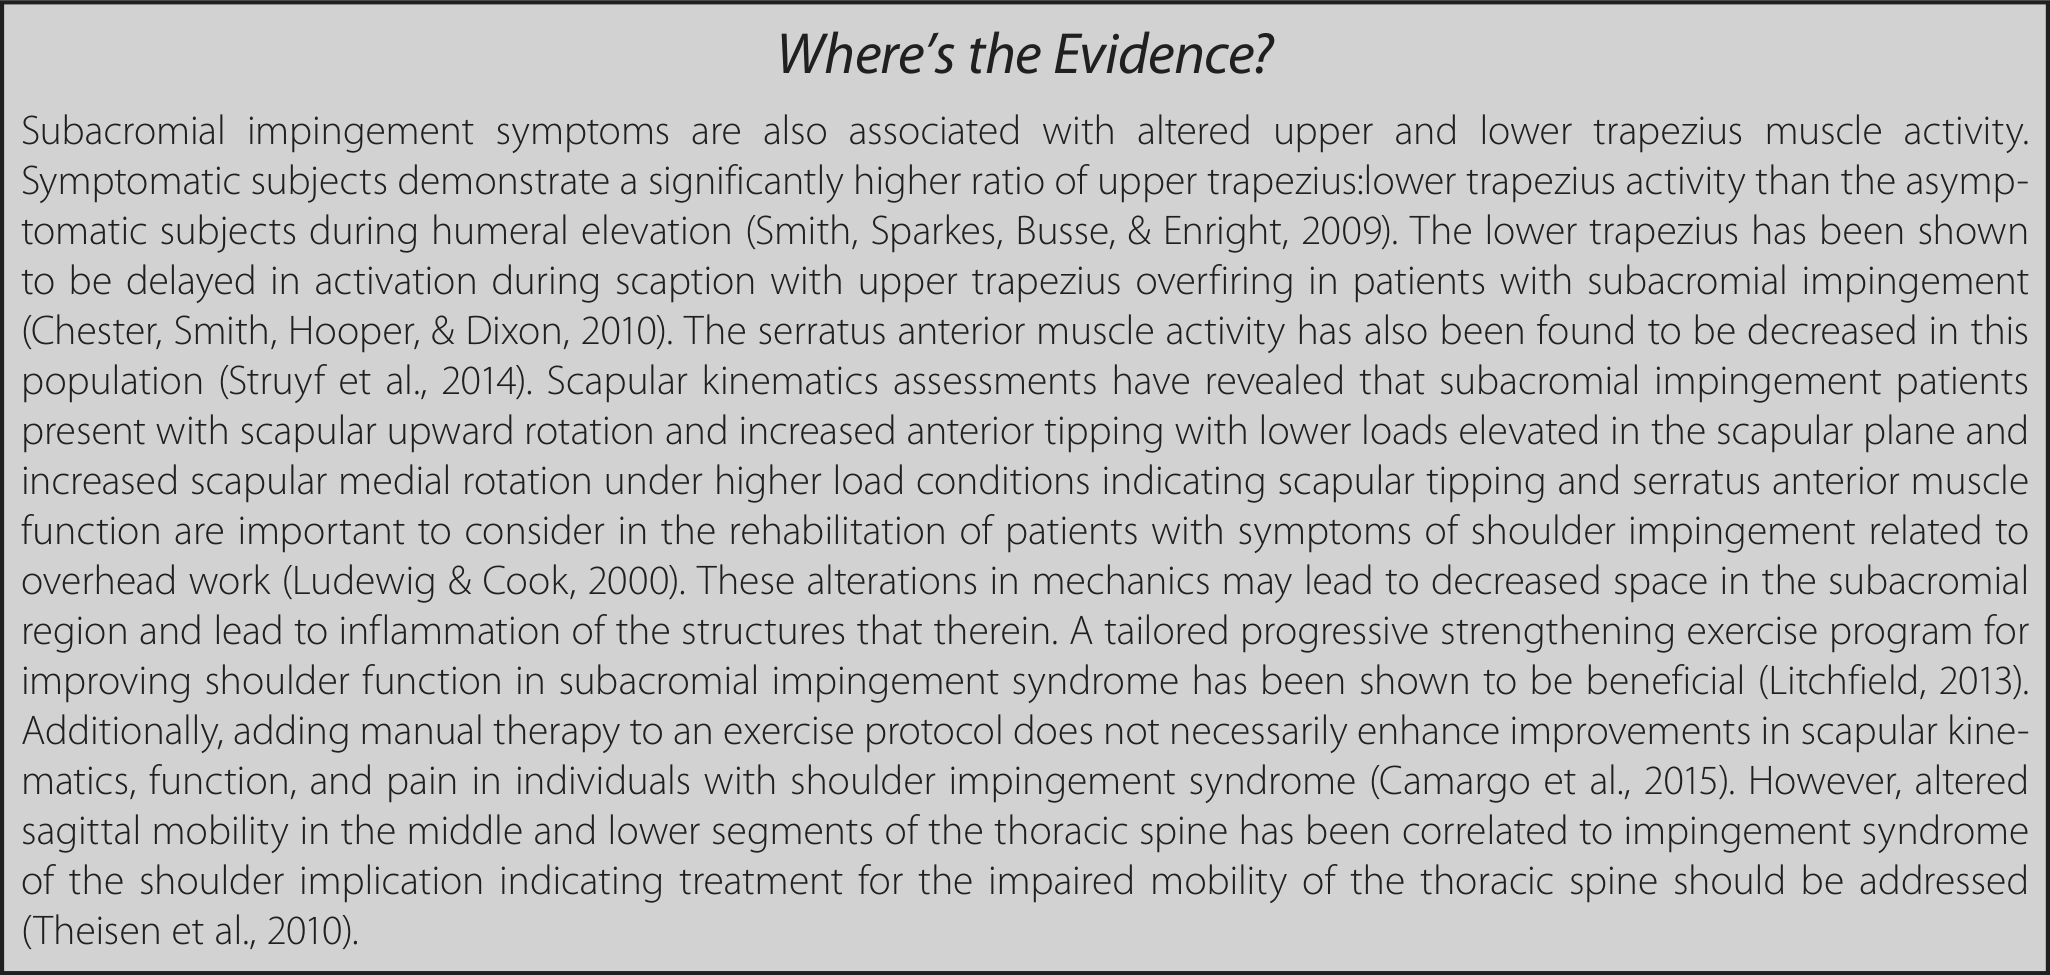 Where’s the Evidence?
Subacromial impingement symptoms are also associated with altered upper and lower trapezius muscle activity.
Symptomatic subjects demonstrate a significantly higher ratio of upper trapezius:lower trapezius activity than the asymp-
tomatic subjects during humeral elevation (Smith, Sparkes, Busse, & Enright, 2009). The lower trapezius has been shown
to be delayed in activation during scaption with upper trapezius overfiring in patients with subacromial impingement
(Chester, Smith, Hooper, & Dixon, 2010). The serratus anterior muscle activity has also been found to be decreased in this
population (Struyf et al., 2014). Scapular kinematics assessments have revealed that subacromial impingement patients
present with scapular upward rotation and increased anterior tipping with lower loads elevated in the scapular plane and
increased scapular medial rotation under higher load conditions indicating scapular tipping and serratus anterior muscle
function are important to consider in the rehabilitation of patients with symptoms of shoulder impingement related to
overhead work (Ludewig & Cook, 2000). These alterations in mechanics may lead to decreased space in the subacromial
region and lead to inflammation of the structures that therein. A tailored progressive strengthening exercise program for
improving shoulder function in subacromial impingement syndrome has been shown to be beneficial (Litchfield, 2013).
Additionally, adding manual therapy to an exercise protocol does not necessarily enhance improvements in scapular kine-
matics, function, and pain in individuals with shoulder impingement syndrome (Camargo et al., 2015). However, altered
sagittal mobility in the middle and lower segments of the thoracic spine has been correlated to impingement syndrome
of the shoulder implication indicating treatment for the impaired mobility of the thoracic spine should be addressed
(Theisen et al., 2010).